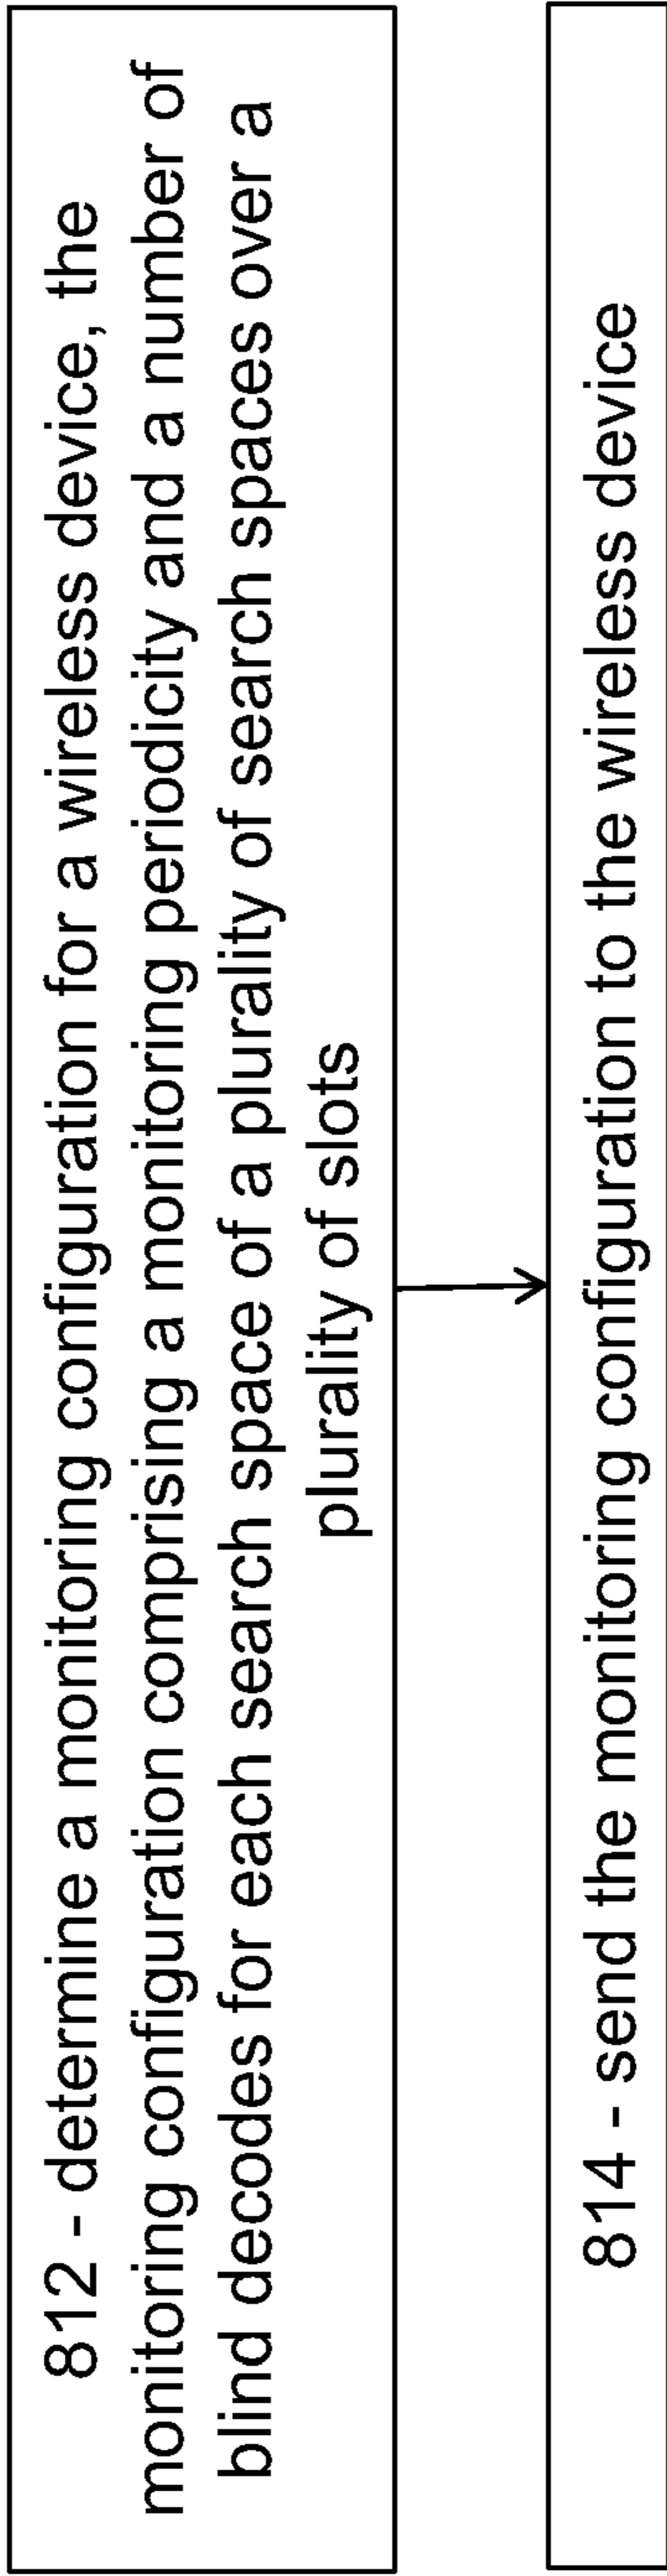 812 - determine a monitoring configuration for a wireless device, the
monitoring configuration comprising a monitoring periodicity and a number of
blind decodes for each search space of a plurality of search spaces over a
plurality of slots
814 - send the monitoring configuration to the wireless device